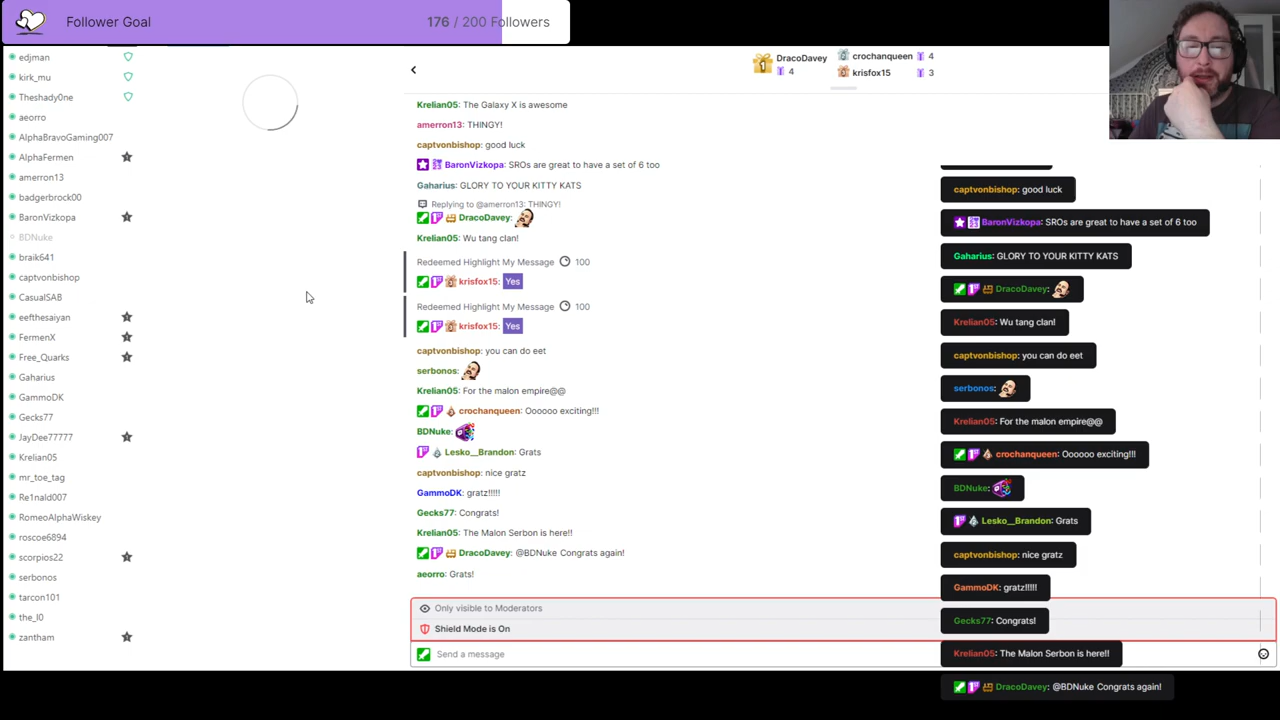 Follower Goal
176 / 200 Followers
edjman
kirk_mu
Theshady0ne
aeorro
AlphaBravoGaming007
AlphaFermen
amerron13
badgerbrock00
BaronVizkopa
BDNuke
braik641
captvonbishop
CasualSAB
eefthesaiyan
FermenX
Free_Quarks
Gaharius
GammoDK
Gecks77
JayDee77777
Krelian05
mr_toe_tag
Re1nald007
RomeoAlphaWiskey
roscoe6894
scorpios22
serbonos
tarcon101
the_l0
zantham
1 DracoDavey 4
crochanqueen 4
krisfox15 3
Krelian05: The Galaxy X is awesome
amerron13: THINGY!
captvonbishop: good luck
BaronVizkopa: SROs are great to have a set of 6 too
Gaharius: GLORY TO YOUR KITTY KATS
Replying to @amerron13: THINGY!
DracoDavey:
Krelian05: Wu tang clan!
Redeemed Highlight My Message 100
krisfox15: Yes
Redeemed Highlight My Message 100
krisfox15: Yes
captvonbishop: you can do eet
serbonos:
Krelian05: For the malon empire@@
crochanqueen: Oooooo exciting!!!
BDNuke:
Lesko__Brandon: Grats
captvonbishop: nice gratz
GammoDK: gratz!!!!!
Gecks77: Congrats!
Krelian05: The Malon Serbon is here!!
DracoDavey: @BDNuke Congrats again!
aeorro: Grats!
Only visible to Moderators
Shield Mode is On
Send a message
captvonbishop: good luck
BaronVizkopa: SROs are great to have a set of 6 too
Gaharius: GLORY TO YOUR KITTY KATS
DracoDavey:
Krelian05: Wu tang clan!
captvonbishop: you can do eet
serbonos:
Krelian05: For the malon empire@@
crochanqueen: Oooooo exciting!!!
BDNuke:
Lesko__Brandon: Grats
captvonbishop: nice gratz
GammoDK: gratz!!!!!
Gecks77: Congrats!
Krelian05: The Malon Serbon is here!!
DracoDavey: @BDNuke Congrats again!